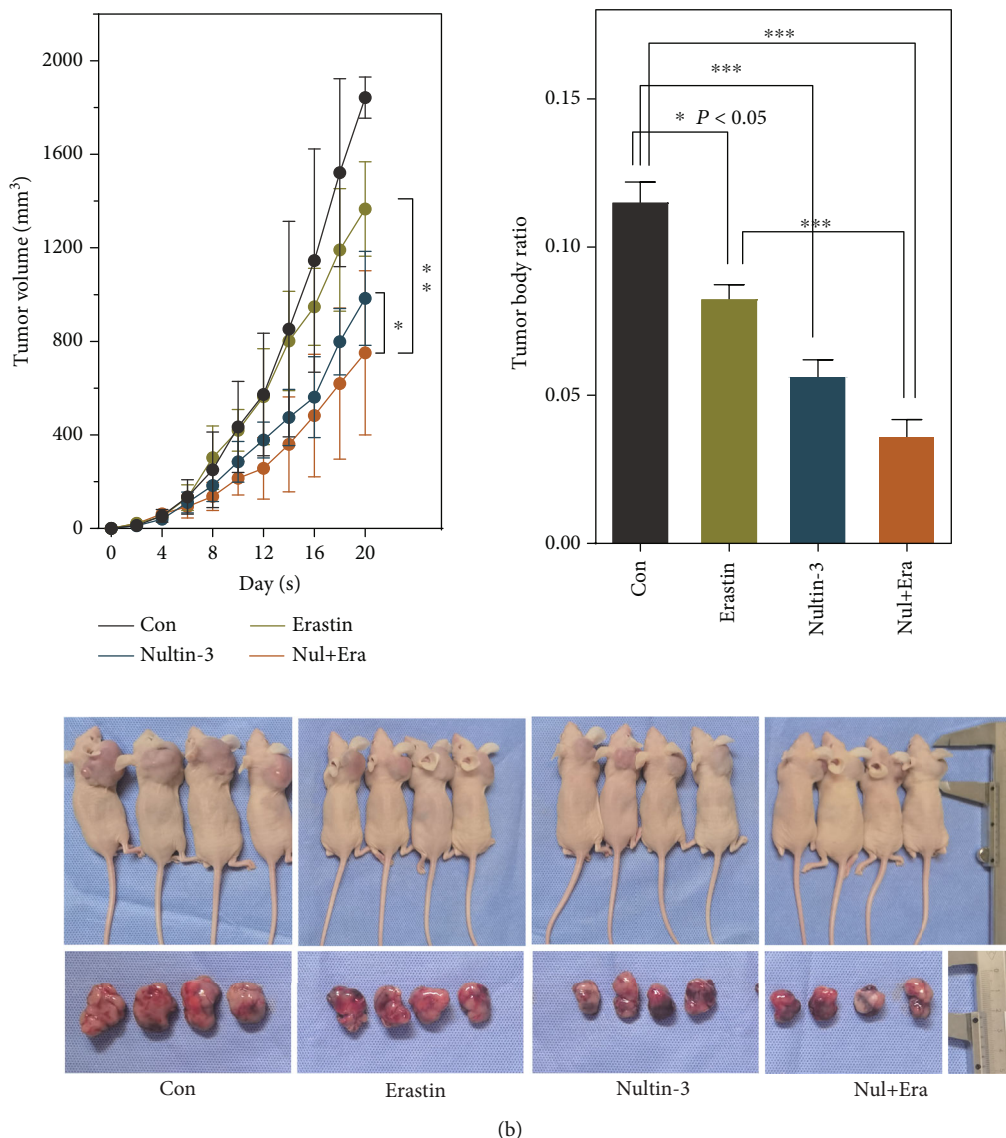 2000
1600
1200
800
400
0
Tumor volume (mm³)
0 4 8 12 16 20
Day (s)
**
*
Con
Erastin
Nultin-3
Nul+Era
0.15
0.10
0.05
0.00
Tumor body ratio
***
***
* P < 0.05
***
Con
Erastin
Nultin-3
Nul+Era
Con
Erastin
Nultin-3
Nul+Era
(b)